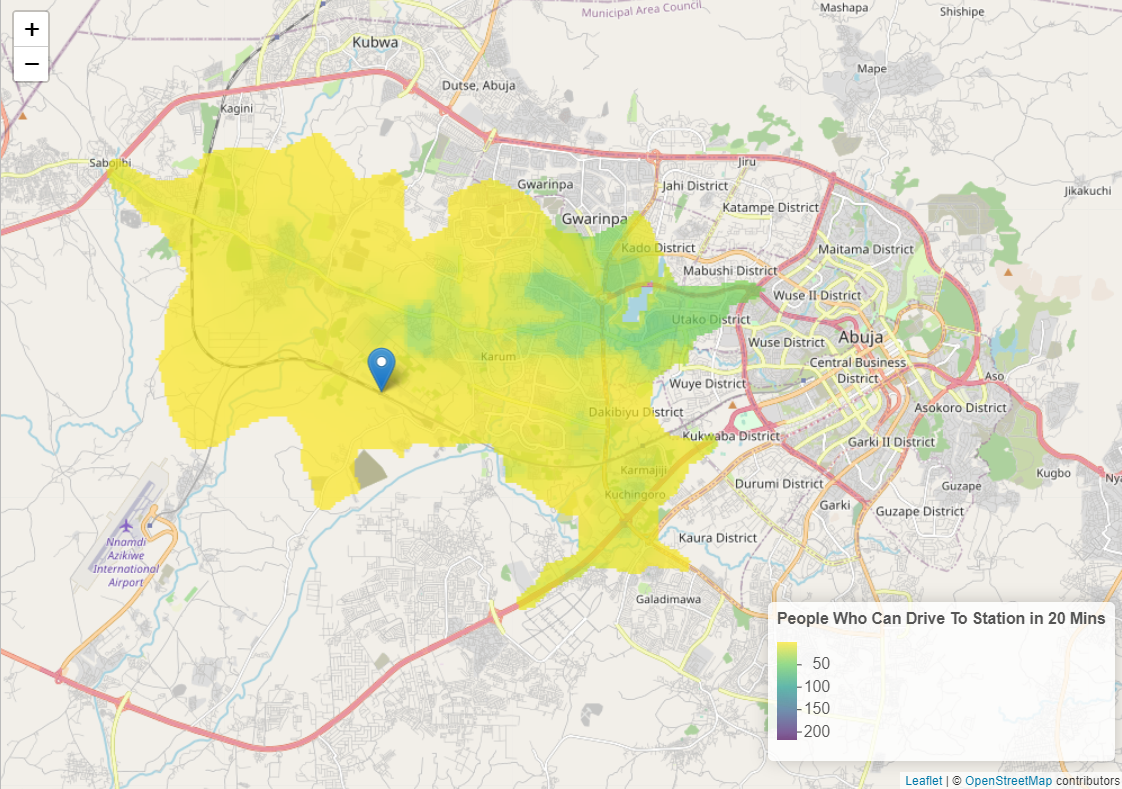 +
−
Municipal Area Council
Mashapa
Shishipe
Kubwa
Mape
Dutse, Abuja
Kagini
Sabojibi
Jiru
Gwarinpa
Jahi District
Jikakuchi
Katampe District
Gwarinpa
Kado District
Maitama District
Mabushi District
Wuse II District
Utako District
Wuse District
Abuja
Karum
Central Business
District
Wuye District
Aso
Dakibiyu District
Asokoro District
Kukwaba District
Garki II District
Karmajiji
Kugbo
Durumi District
Guzape
Kuchingoro
Garki
Guzape District
Nnamdi
Azikiwe
International
Airport
Kaura District
Galadimawa
People Who Can Drive To Station in 20 Mins
50
100
150
200
Leaflet | © OpenStreetMap contributors